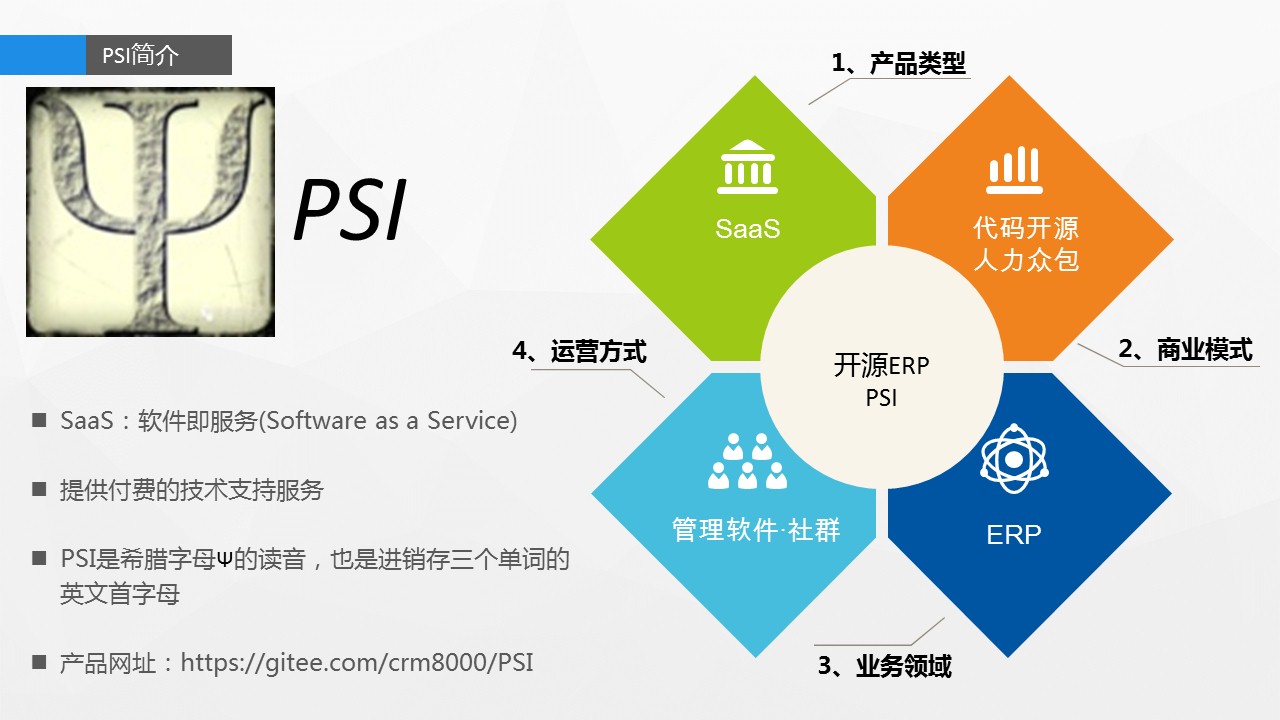 PSI简介
PSI
SaaS：软件即服务(Software as a Service)
提供付费的技术支持服务
PSI是希腊字母Ψ的读音，也是进销存三个单词的
英文首字母
产品网址：https://gitee.com/crm8000/PSI
1、产品类型
SaaS
代码开源
人力众包
2、商业模式
4、运营方式
开源ERP
PSI
管理软件·社群
ERP
3、业务领域